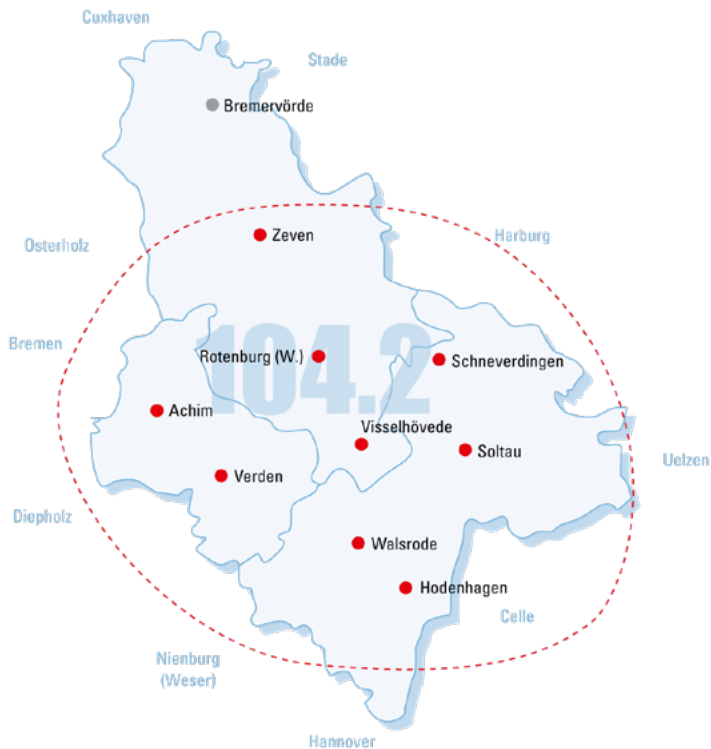 Cuxhaven
Stade
Bremervörde
Zeven
Harburg
Osterholz
Bremen
104.2
Rotenburg (W.)
Schneverdingen
Achim
Visselhövede
Soltau
Uelzen
Verden
Diepholz
Walsrode
Hodenhagen
Celle
Nienburg
(Weser)
Hannover